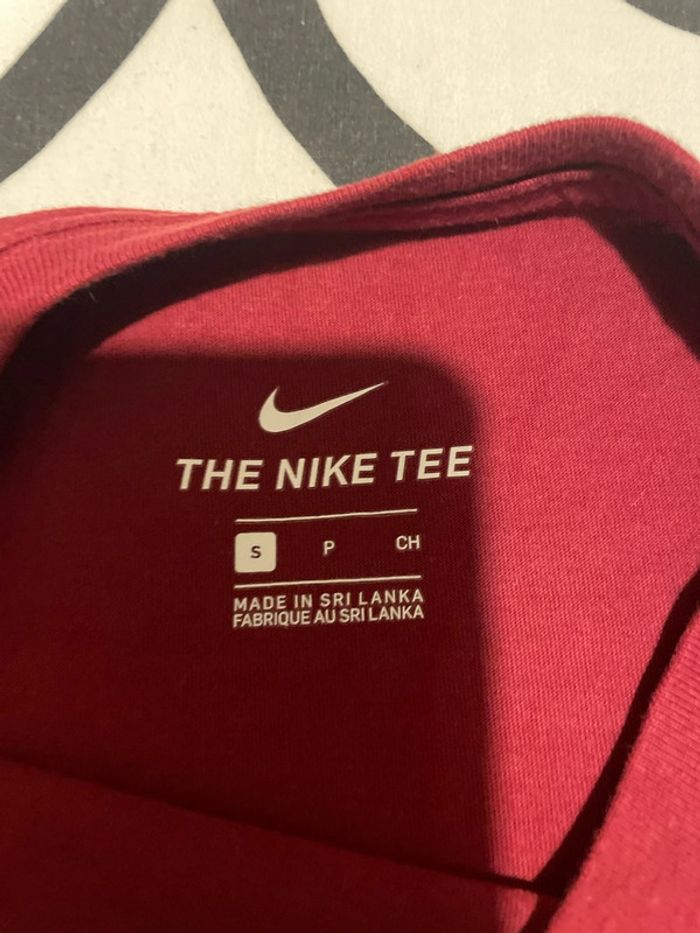 THE NIKE TEE
S P CH
MADE IN SRI LANKA
FABRIQUE AU SRI LANKA